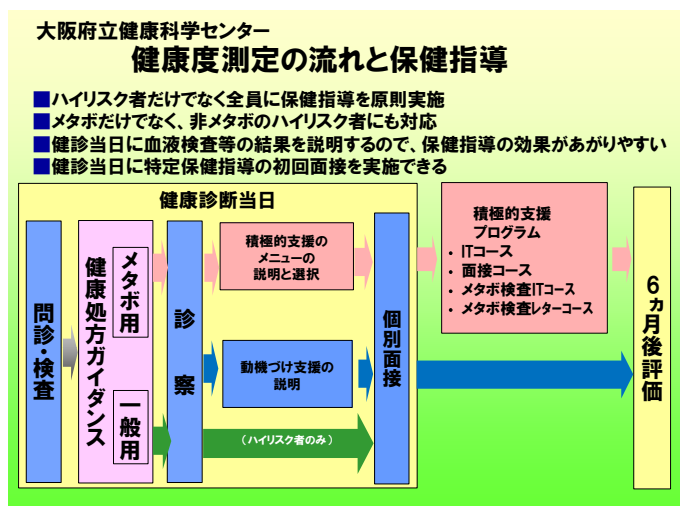 大阪府立健康科学センター
健康度測定の流れと保健指導
■ハイリスク者だけでなく全員に保健指導を原則実施
■メタボだけでなく、非メタボのハイリスク者にも対応
■健診当日に血液検査等の結果を説明するので、保健指導の効果があがりやすい
■健診当日に特定保健指導の初回面接を実施できる
健康診断当日
問診・検査
健康処方ガイダンス
メタボ用
一般用
診察
積極的支援の
メニューの
説明と選択
動機づけ支援の
説明
（ハイリスク者のみ）
個別面接
積極的支援
プログラム
・ITコース
・面接コース
・メタボ検査ITコース
・メタボ検査レターコース
6ヵ月後評価